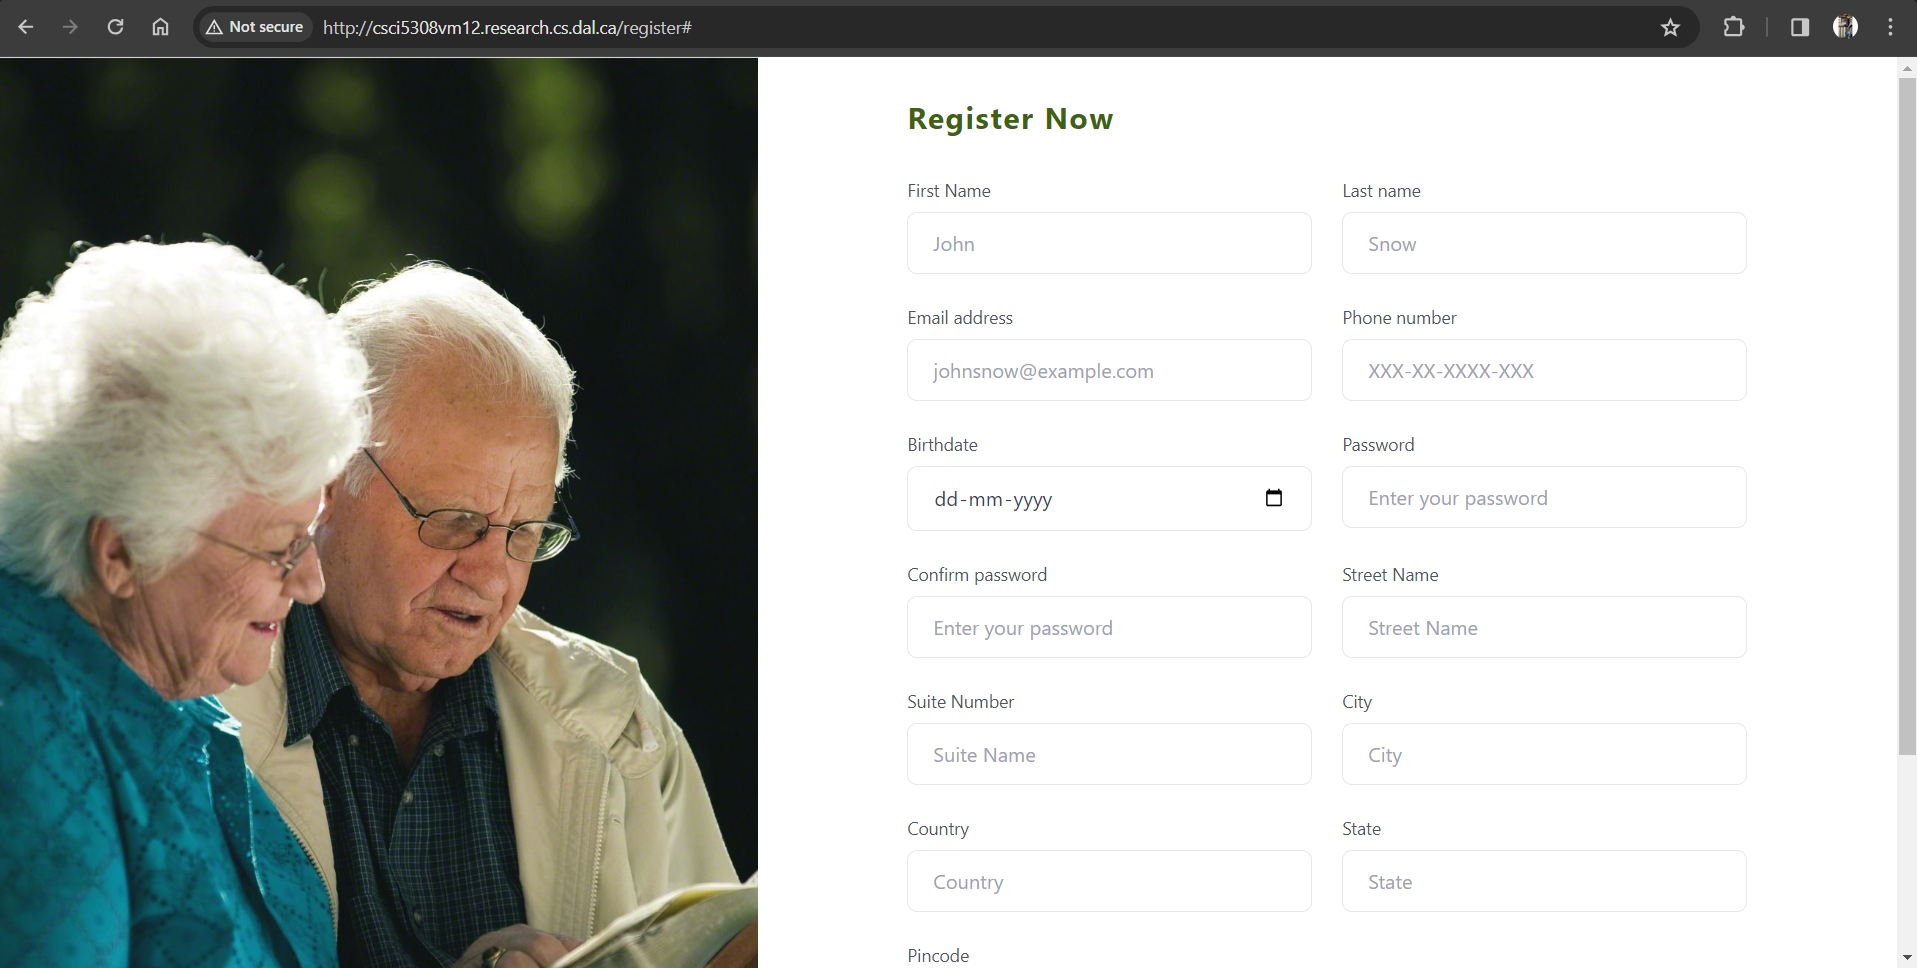 Not secure http://csci5308vm12.research.cs.dal.ca/register#
Register Now
First Name Last name
John Snow
Email address Phone number
johnsnow@example.com XXX-XX-XXXX-XXX
Birthdate Password
dd-mm-yyyy Enter your password
Confirm password Street Name
Enter your password Street Name
Suite Number City
Suite Name City
Country State
Country State
Pincode